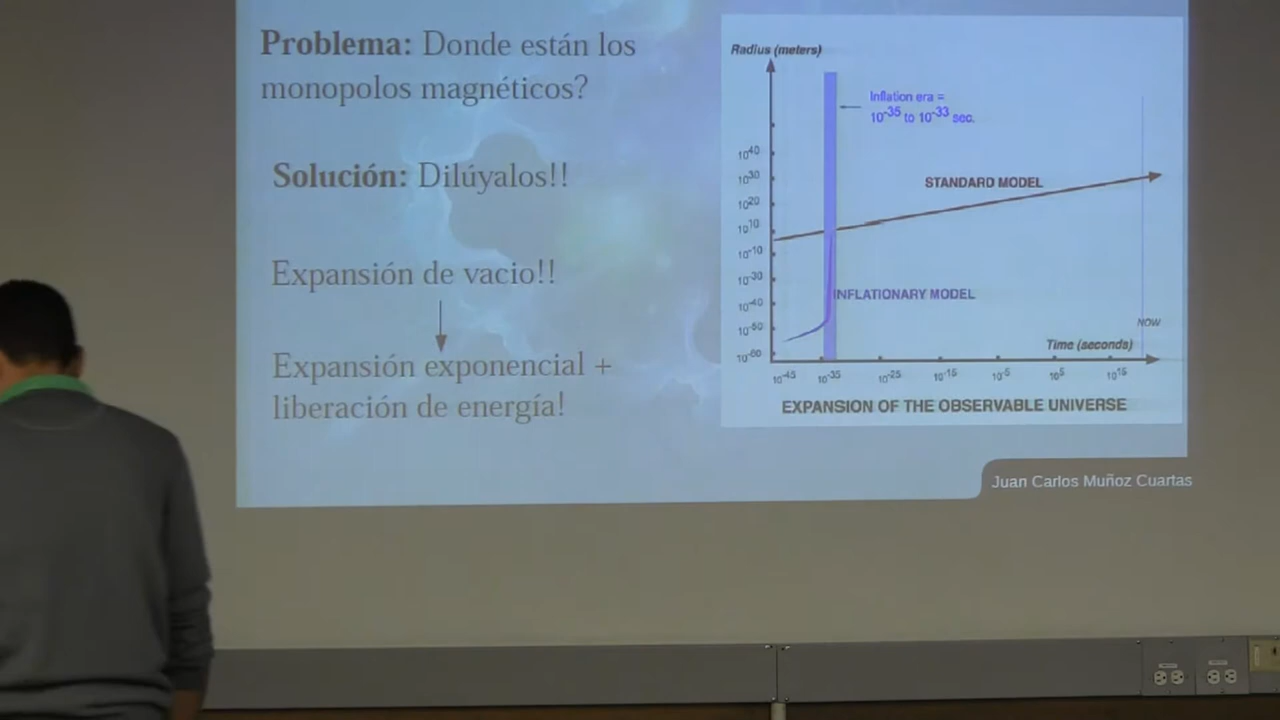 Problema: Donde están los
monopolos magnéticos?
Solución: Dilúyalos!!
Expansión de vacio!!
Expansión exponencial +
liberación de energía!
Radius (meters)
Inflation era =
10-35 to 10-33 sec.
10 40
10 30
10 20
10 10
10 -10
10 -30
10 -40
10 -50
10 -60
STANDARD MODEL
INFLATIONARY MODEL
NOW
Time (seconds)
10-45 10-35 10-25 10-15 10-5 10 5 10 15
EXPANSION OF THE OBSERVABLE UNIVERSE
Juan Carlos Muñoz Cuartas